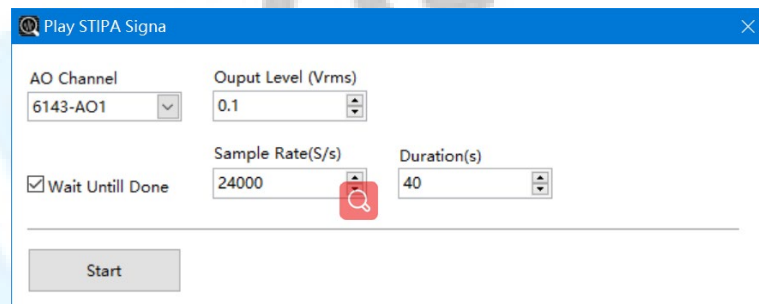 Play STIPA Signa
AO Channel
Ouput Level (Vrms)
6143-AO1
0.1
Sample Rate(S/s)
Duration(s)
Wait Untill Done
24000
40
Start